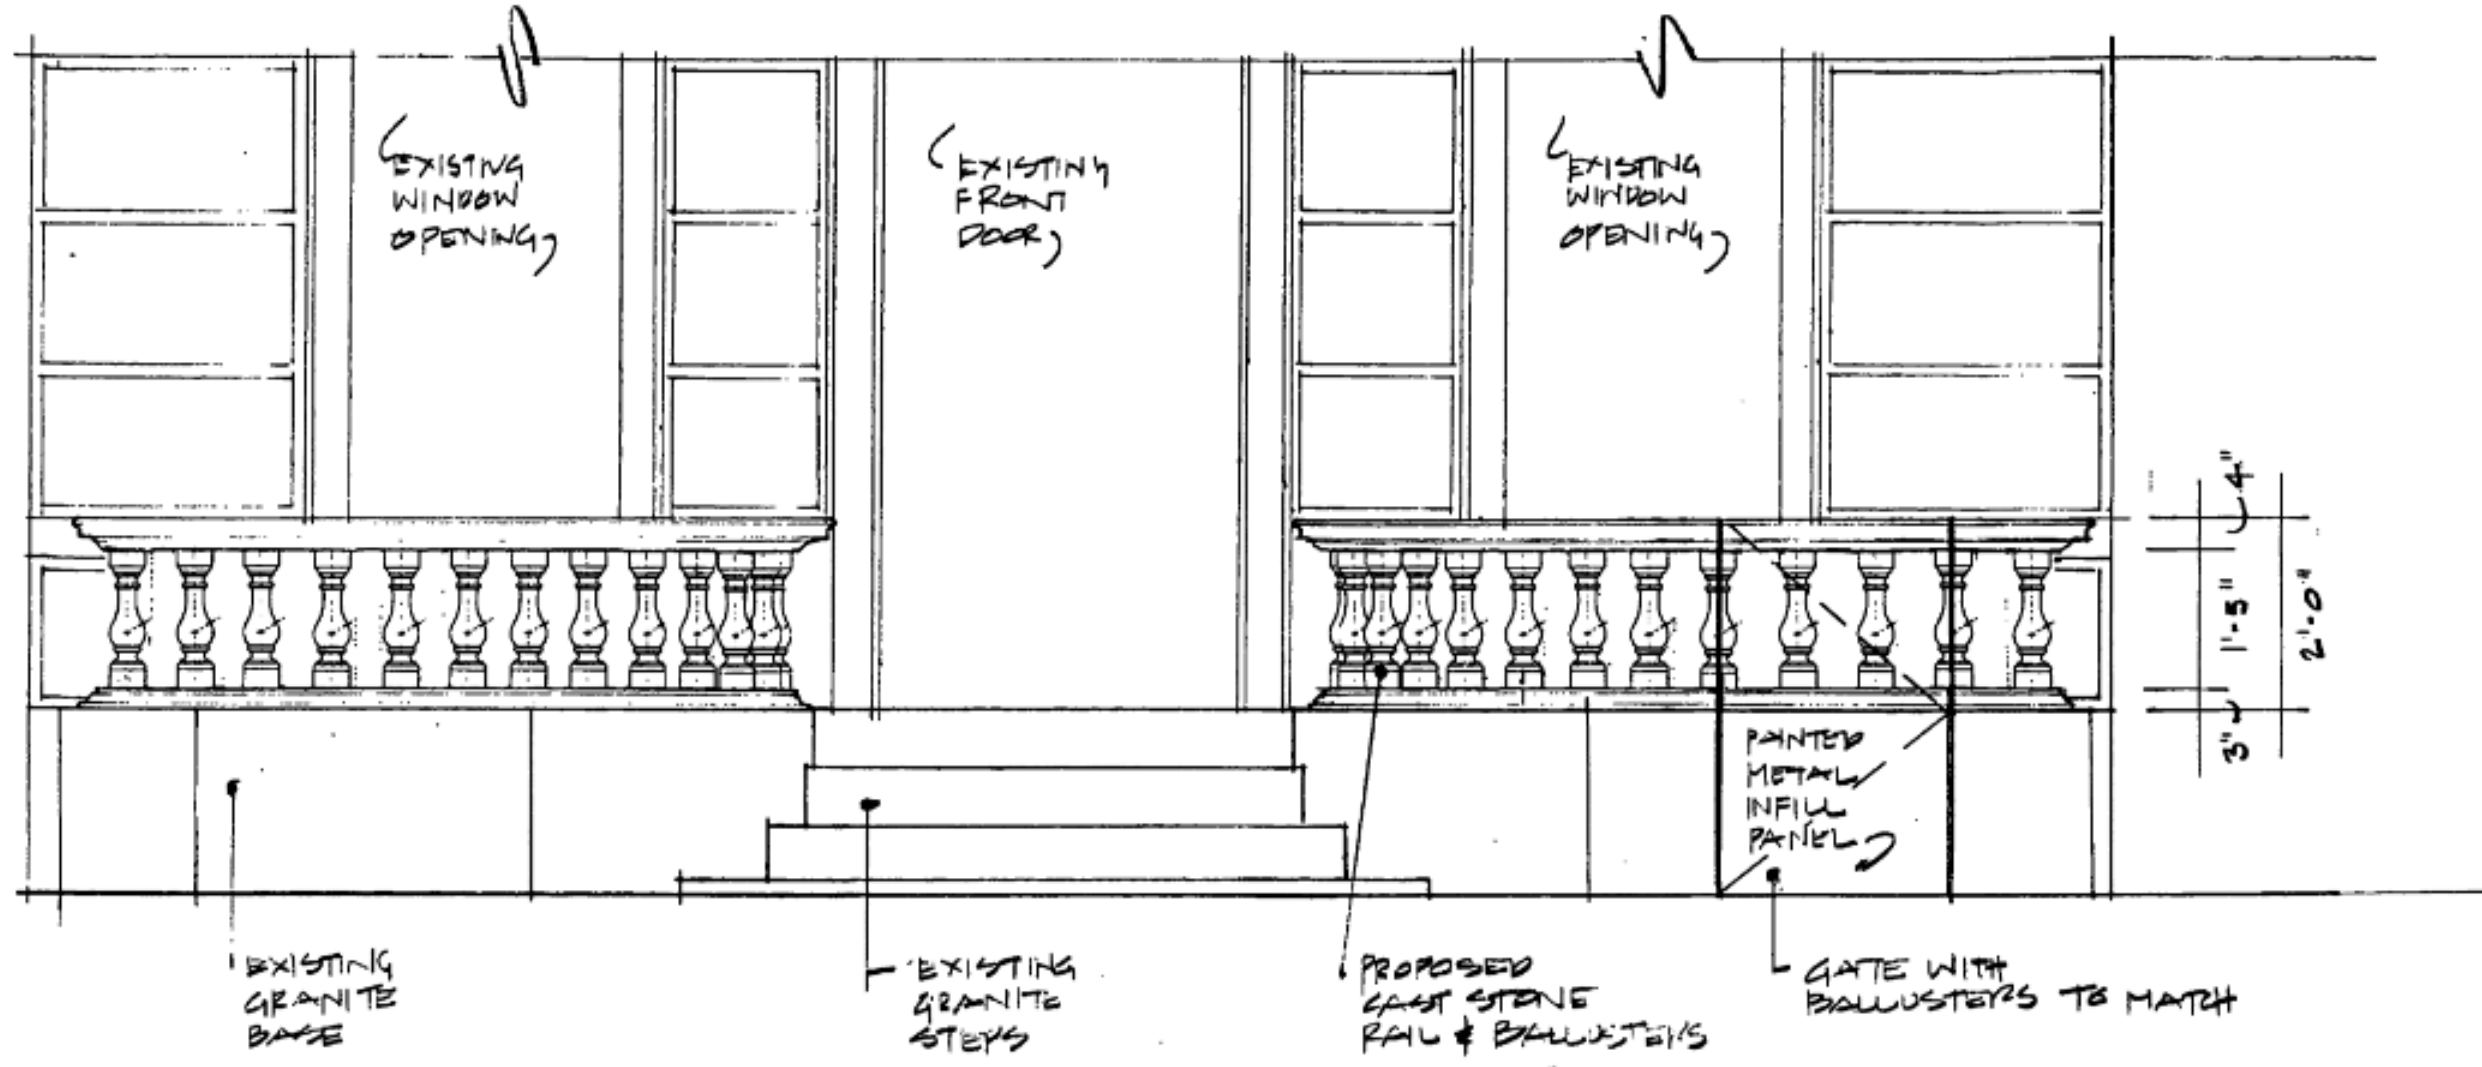 EXISTING
WINDOW
OPENING
EXISTING
FRONT
DOOR
EXISTING
WINDOW
OPENING
4"
1'-5"
2'-0"
3"
PAINTED
METAL
INFILL
PANEL
EXISTING
GRANITE
BASE
EXISTING
GRANITE
STEPS
PROPOSED
CAST STONE
RAIL & BALLUSTERS
GATE WITH
BALLUSTERS TO MATCH